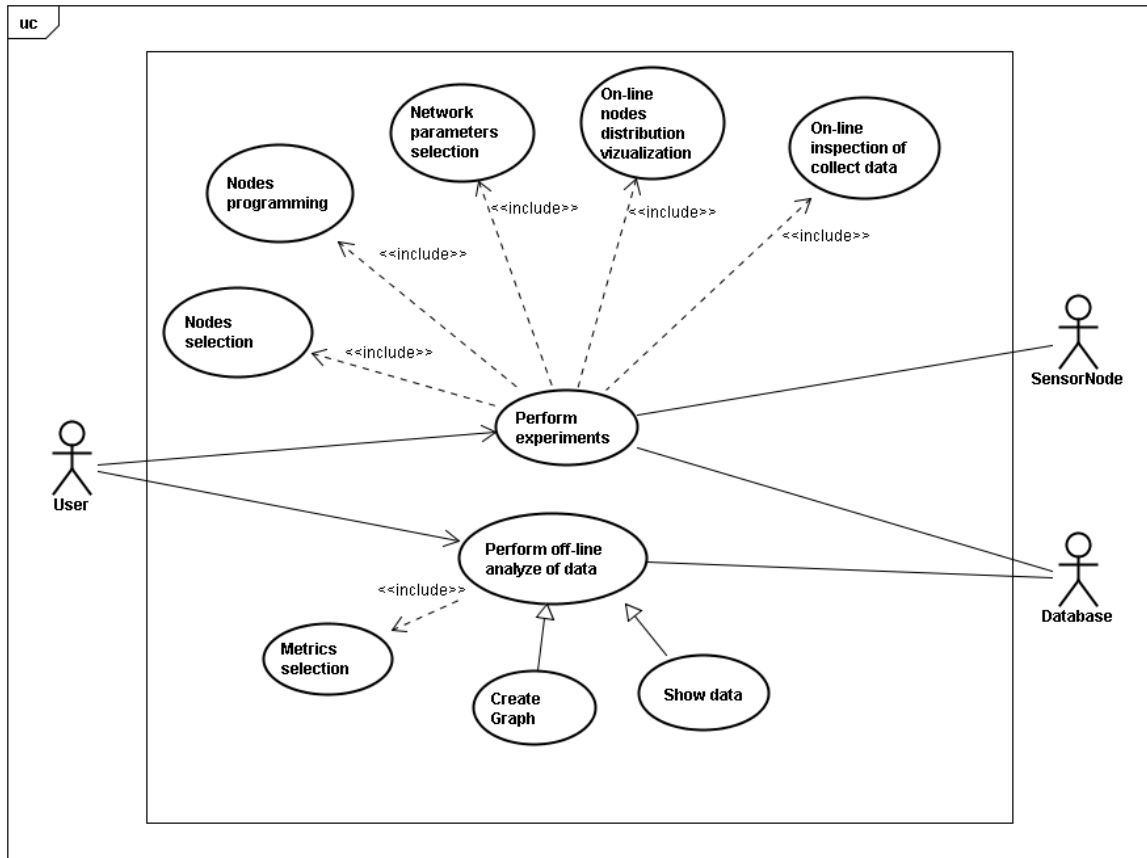 uc
Network
parameters
selection
On-line
nodes
distribution
vizualization
On-line
inspection of
collect data
Nodes
programming
<<include>>
<<include>>
<<include>>
<<include>>
Nodes
selection
<<include>>
SensorNode
Perform
experiments
User
Perform off-line
analyze of data
<<include>>
Database
Metrics
selection
Create
Graph
Show data